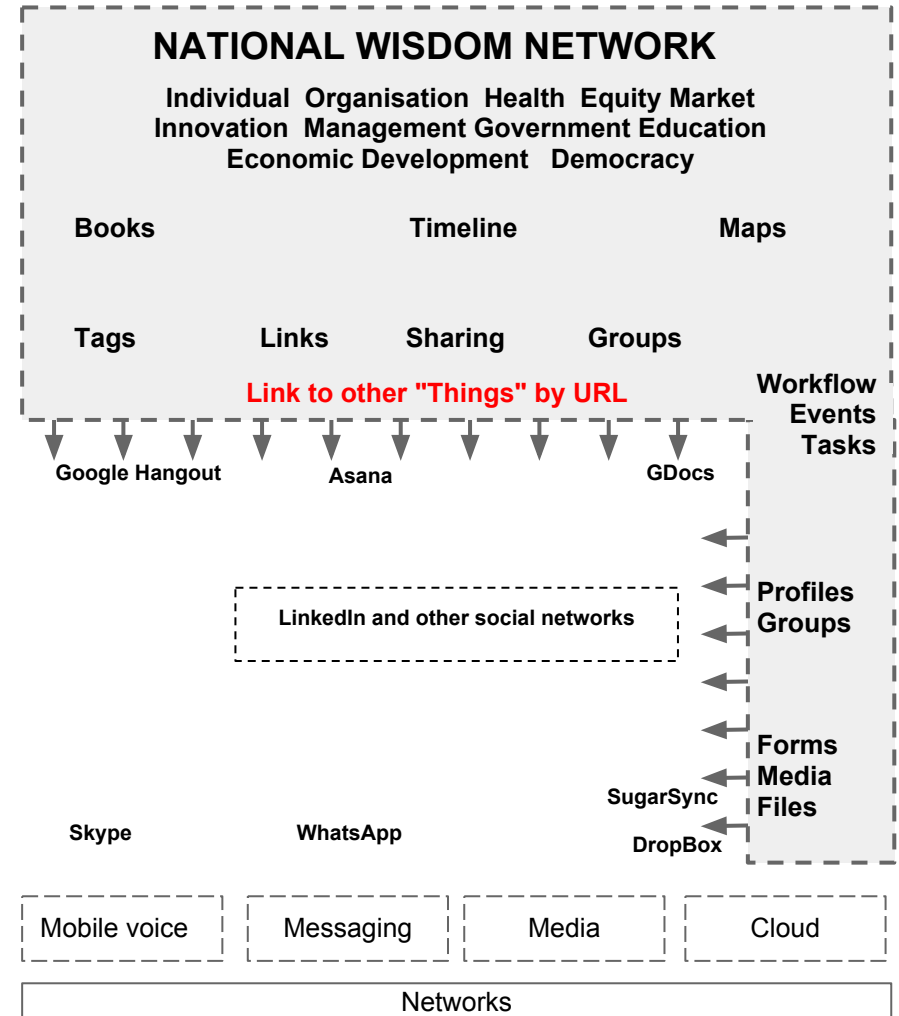 NATIONAL WISDOM NETWORK
Individual Organisation Health Equity Market
Innovation Management Government Education
Economic Development Democracy
Books Timeline Maps
Tags Links Sharing Groups
Link to other "Things" by URL
Workflow
Events
Tasks
Google Hangout Asana GDocs
LinkedIn and other social networks
Profiles
Groups
Forms
Media
Files
SugarSync
Skype WhatsApp DropBox
Mobile voice Messaging Media Cloud
Networks